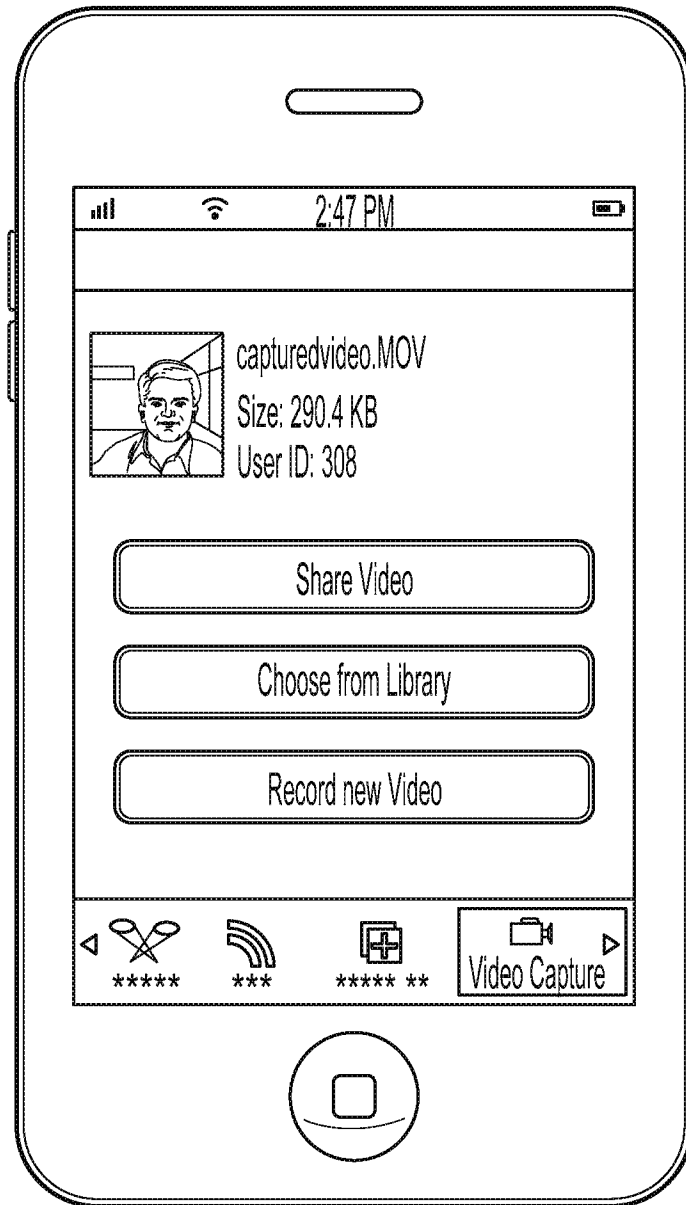 2:47 PM
capturedvideo.MOV
Size: 290.4 KB
User ID: 308
Share Video
Choose from Library
Record new Video
***** *** ***** ** Video Capture